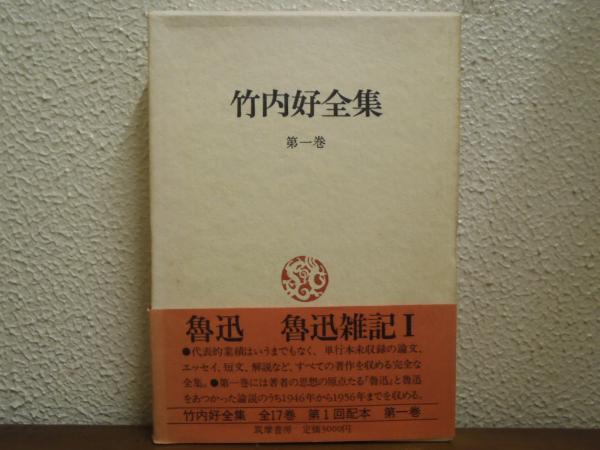 竹内好全集
第一巻
魯迅 魯迅雑記Ⅰ
●代表的業積はいうまでもなく、単行本未収録の論文、
エッセイ、短文、解説など、すべての著作を収める完全な
全集。●第一巻には著者の思想の原点たる『魯迅』と魯迅
をあつかった論説のうち1946年から1956年までを収める。
竹内好全集 全17巻 第1回配本 第一巻
筑摩書房 定価3000円